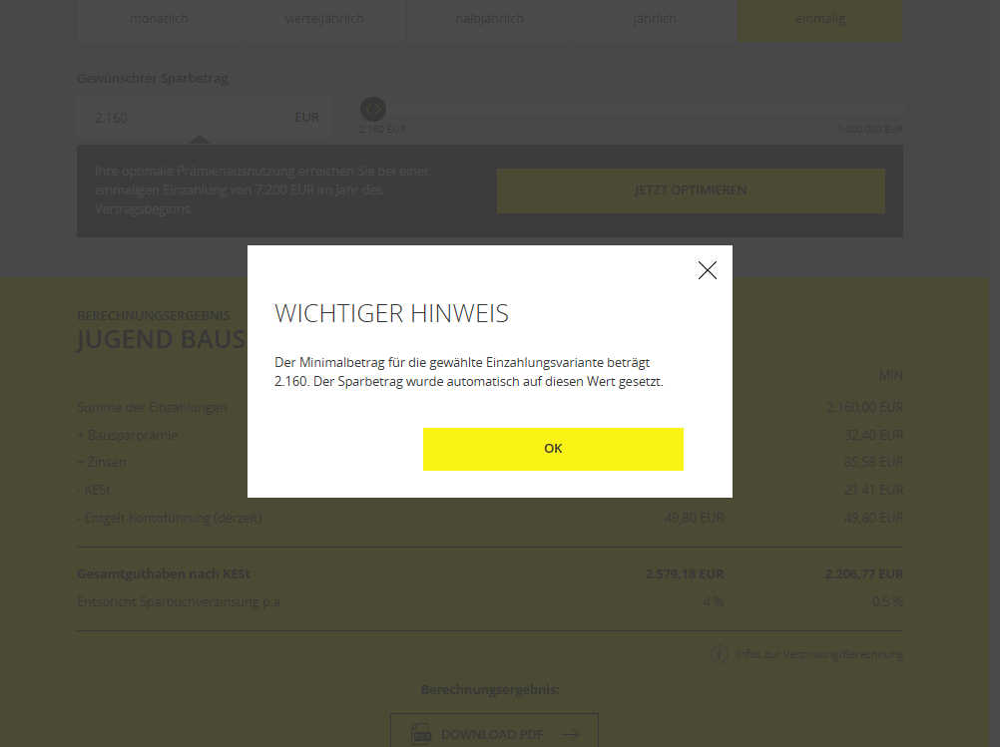 monatlich vierteljährlich halbjährlich jährlich einmalig
Gewünschter Sparbetrag
2.160 EUR
2.160 EUR 1.000.000 EUR
Ihre optimale Prämienausnutzung erreichen Sie bei einer
einmaligen Einzahlung von 7.200 EUR im Jahr des
Vertragsbeginns.
JETZT OPTIMIEREN
WICHTIGER HINWEIS
Der Minimalbetrag für die gewählte Einzahlungsvariante beträgt
2.160. Der Sparbetrag wurde automatisch auf diesen Wert gesetzt.
OK
BERECHNUNGSERGEBNIS
JUGEND BAUS
MIN
Summe der Einzahlungen 2.160,00 EUR
+ Bausparprämie 32,40 EUR
+ Zinsen 85,58 EUR
- KESt 21,41 EUR
- Entgelt Kontoführung (derzeit) 49,80 EUR 49,80 EUR
Gesamtguthaben nach KESt 2.579,18 EUR 2.206,77 EUR
Entspricht Sparbuchverzinsung p.a. 4 % 0,5 %
i Infos zur Verzinsung/Berechnung
Berechnungsergebnis:
PDF DOWNLOAD PDF